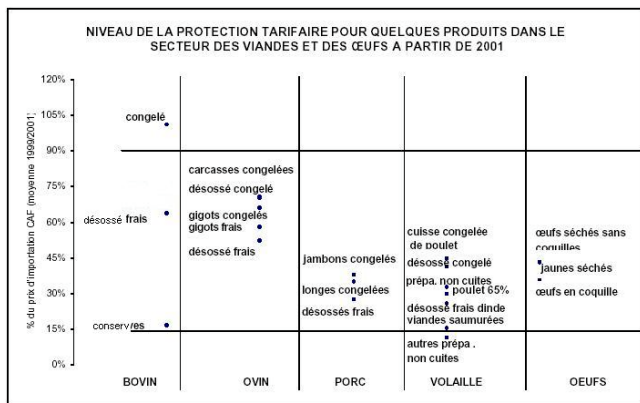 NIVEAU DE LA PROTECTION TARIFAIRE POUR QUELQUES PRODUITS DANS LE
SECTEUR DES VIANDES ET DES ŒUFS A PARTIR DE 2001
% du prix d'importation CAF (moyenne 1999/2001)
120%
105%
90%
75%
60%
45%
30%
15%
0%
congelé
désossé frais
conserves
carcasses congelées
désossé congelé
gigots congelés
gigots frais
désossé frais
jambons congelés
longes congelées
désossés frais
cuisse congelée
de poulet
désossé congelé
prépa. non cuites
poulet 65%
désossé frais dinde
viandes saumurées
autres prépa .
non cuites
œufs séchés sans
coquilles
jaunes séchés
œufs en coquille
BOVIN
OVIN
PORC
VOLAILLE
OEUFS